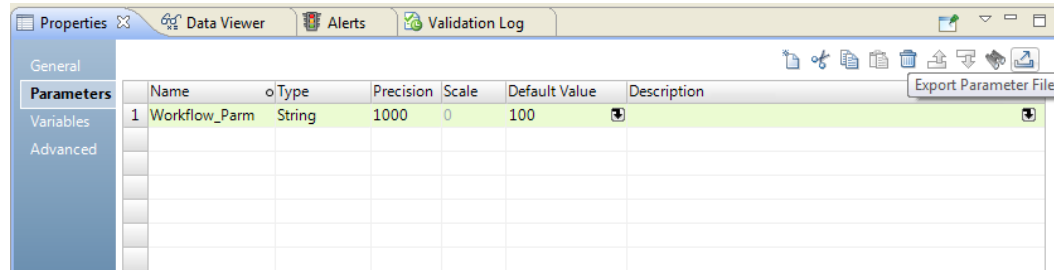 Properties Data Viewer Alerts Validation Log
General
Export Parameter File
Parameters Name Type Precision Scale Default Value Description
Variables 1 Workflow_Parm String 1000 0 100
Advanced